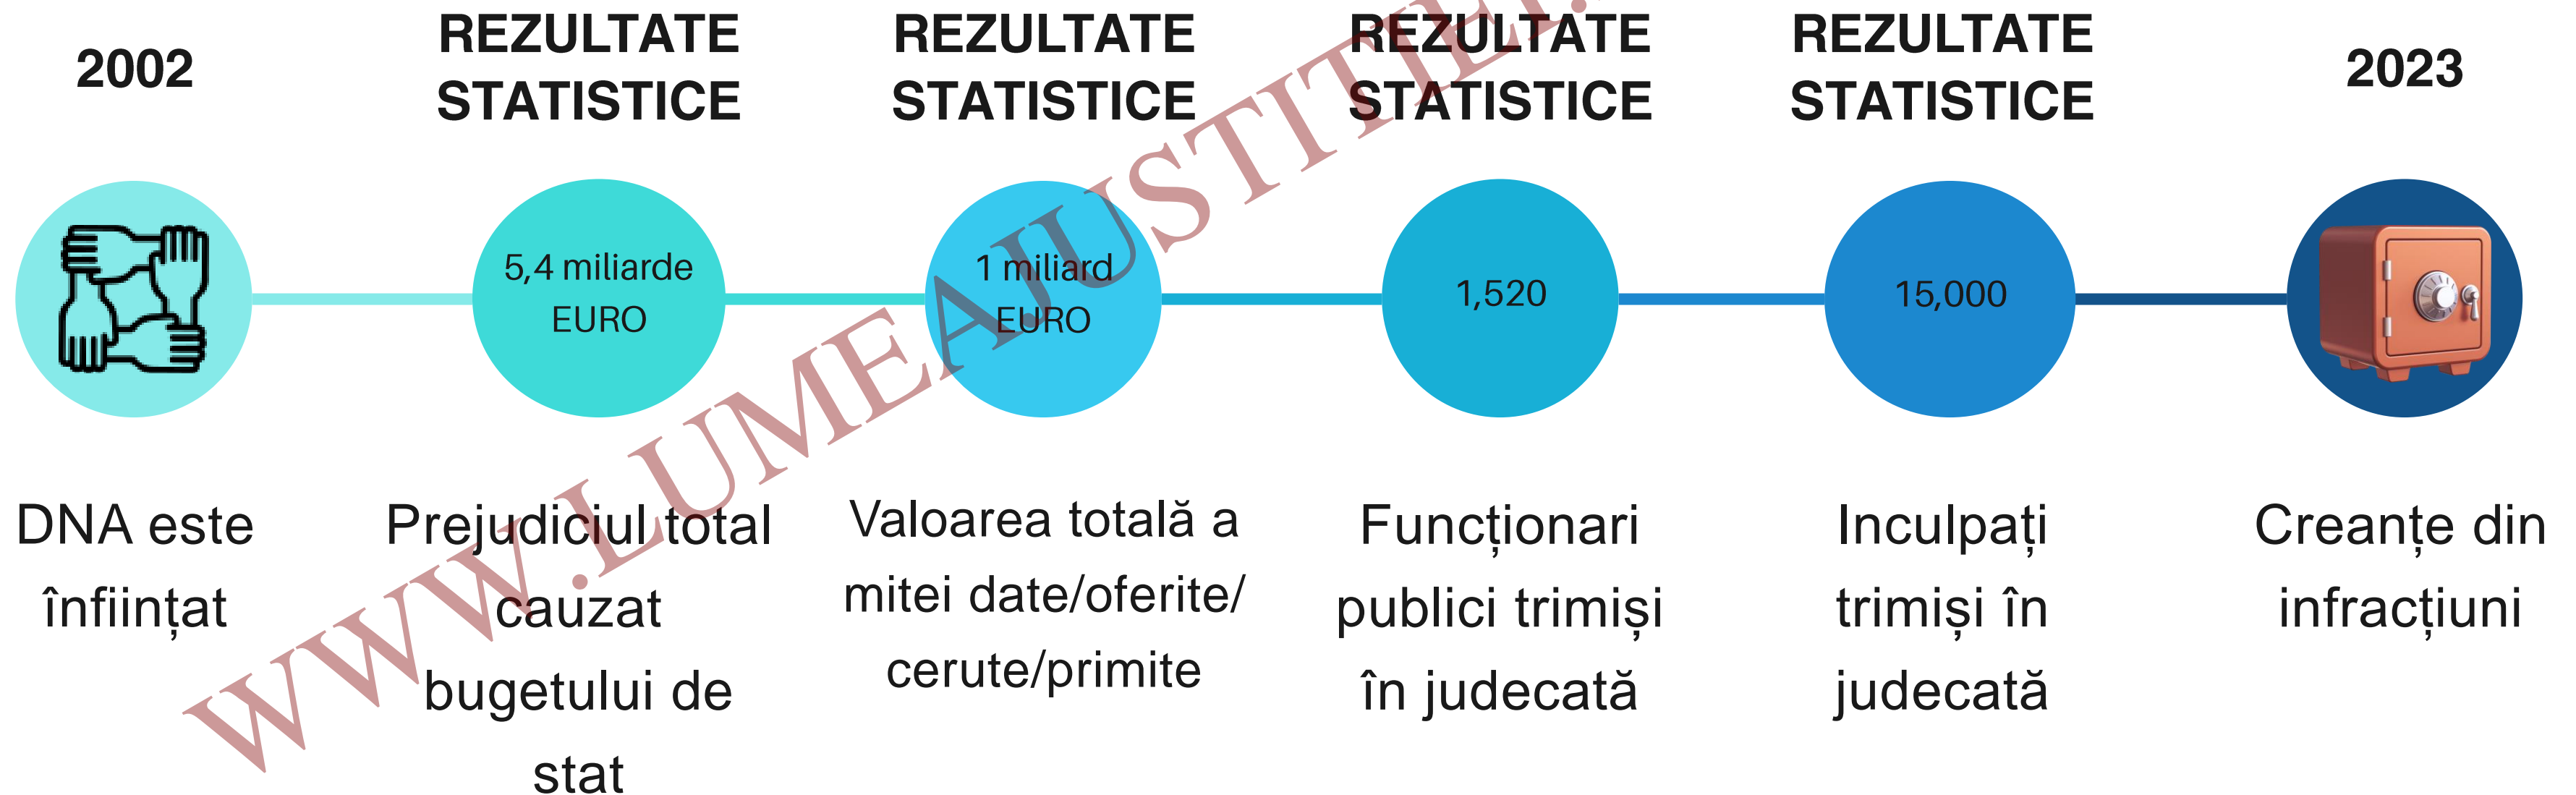 2002
REZULTATE
STATISTICE
REZULTATE
STATISTICE
REZULTATE
STATISTICE
REZULTATE
STATISTICE
2023
5,4 miliarde
EURO
1 miliard
EURO
1,520
15,000
DNA este
înființat
Prejudiciul total
cauzat
bugetului de
stat
Valoarea totală a
mitei date/oferite/
cerute/primite
Funcționari
publici trimiși
în judecată
Inculpați
trimiși în
judecată
Creanțe din
infracțiuni
WWW.LUMEAJUSTITIEI.